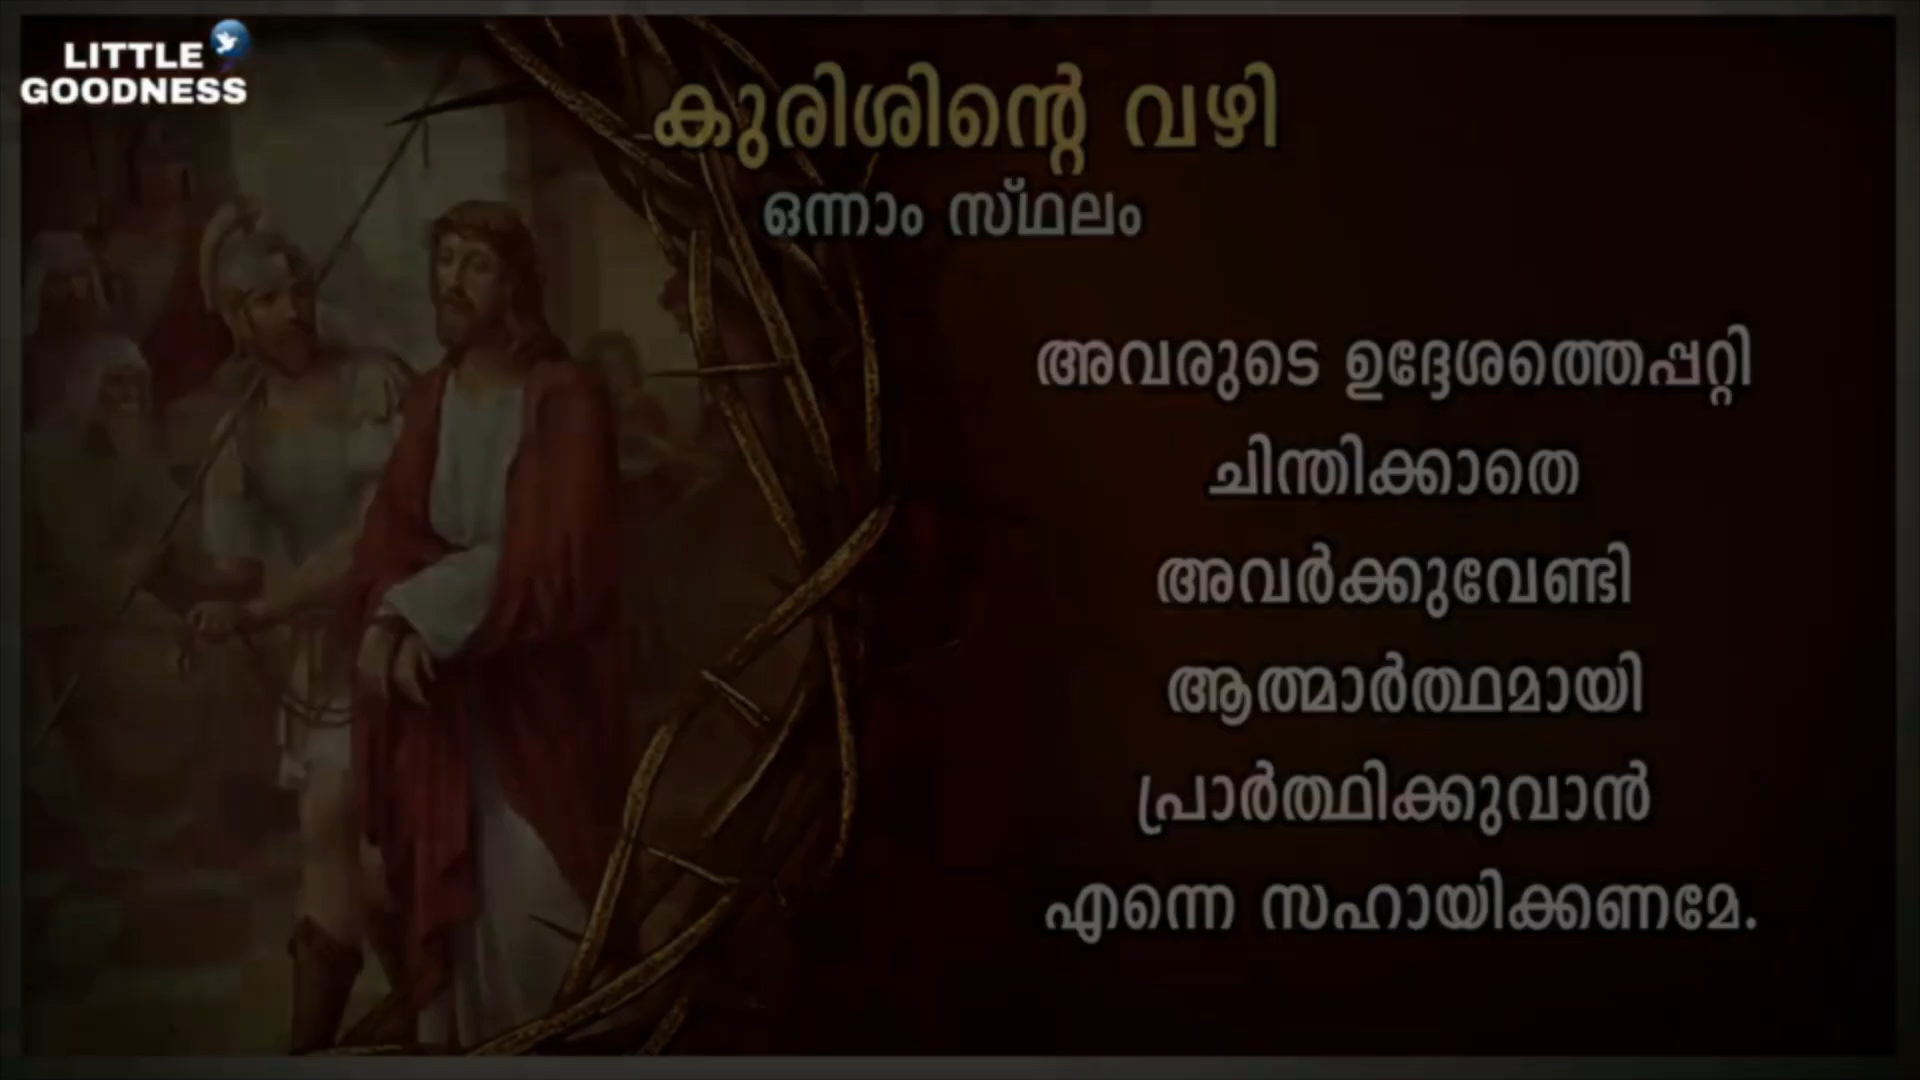 LITTLE
GOODNESS
കുരിശിന്റെ വഴി
ഒന്നാം സ്ഥലം
അവരുടെ ഉദ്ദേശത്തെപ്പറ്റി
ചിന്തിക്കാതെ
അവർക്കുവേണ്ടി
ആത്മാർത്ഥമായി
പ്രാർത്ഥിക്കുവാൻ
എന്നെ സഹായിക്കണമേ.